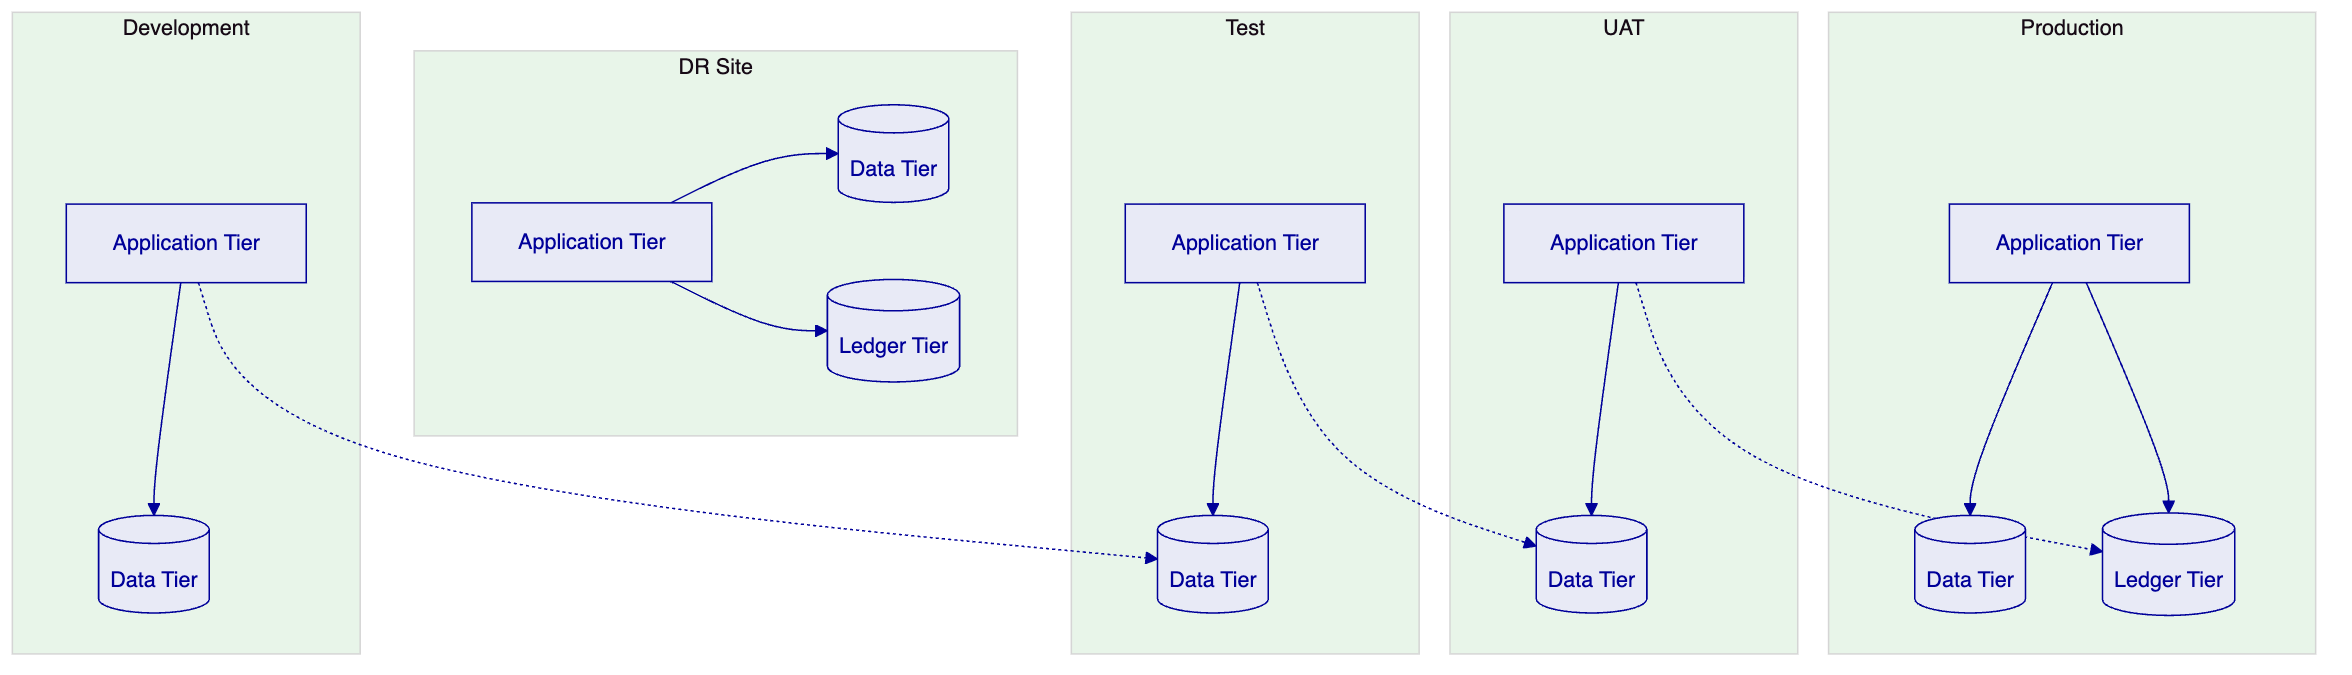 Development
Application Tier
Data Tier
DR Site
Application Tier
Data Tier
Ledger Tier
Test
Application Tier
Data Tier
UAT
Application Tier
Data Tier
Production
Application Tier
Data Tier
Ledger Tier